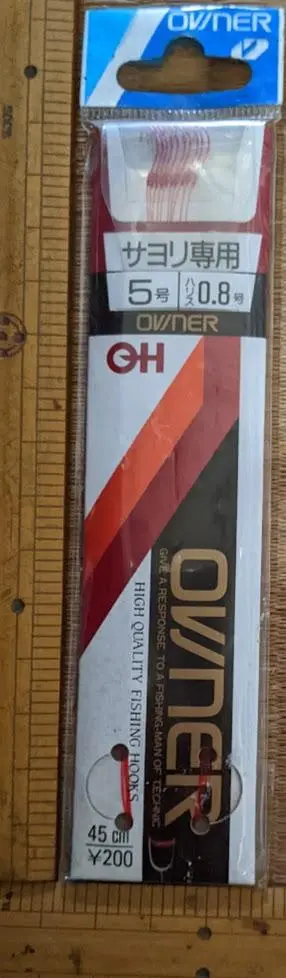 OWNER
サヨリ専用
5号 ハリス 0.8号
OWNER
OH
OWNER
GIVE A RESPONSE TO A FISHING-MAN OF TECHNIC
HIGH QUALITY FISHING HOOKS
45cm
¥200